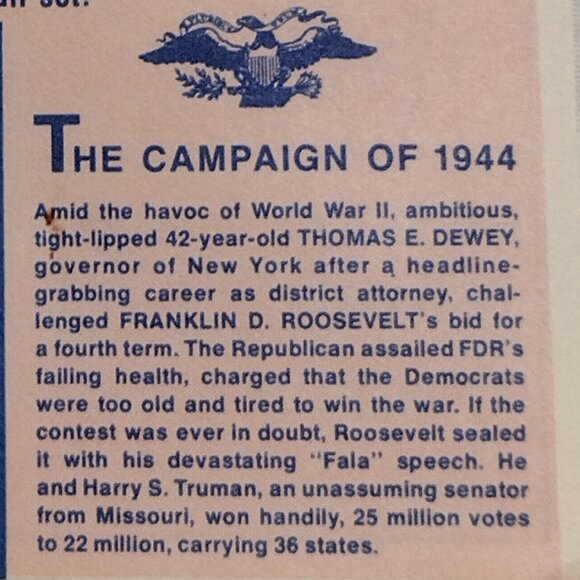 set.
THE CAMPAIGN OF 1944
Amid the havoc of World War II, ambitious,
tight-lipped 42-year-old THOMAS E. DEWEY,
governor of New York after a headline-
grabbing career as district attorney, chal-
lenged FRANKLIN D. ROOSEVELT's bid for
a fourth term. The Republican assailed FDR's
failing health, charged that the Democrats
were too old and tired to win the war. If the
contest was ever in doubt, Roosevelt sealed
it with his devastating "Fala" speech. He
and Harry S. Truman, an unassuming senator
from Missouri, won handily, 25 million votes
to 22 million, carrying 36 states.